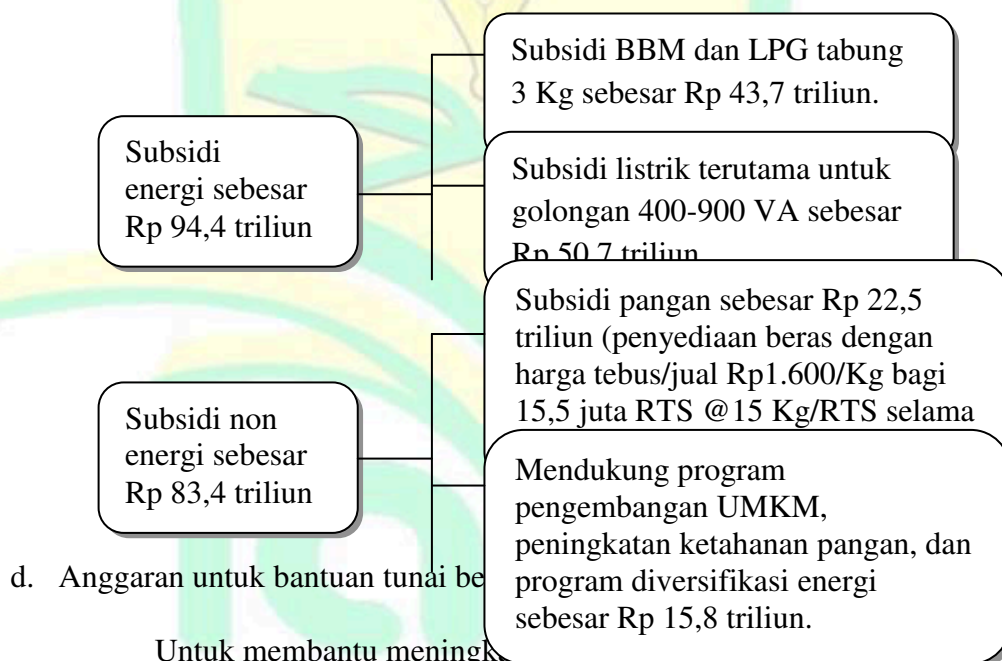 Subsidi BBM dan LPG tabung
3 Kg sebesar Rp 43,7 triliun.
Subsidi
energi sebesar
Rp 94,4 triliun
Subsidi listrik terutama untuk
golongan 400-900 VA sebesar
Rp 50,7 triliun
Subsidi pangan sebesar Rp 22,5
triliun (penyediaan beras dengan
harga tebus/jual Rp1.600/Kg bagi
15,5 juta RTS @15 Kg/RTS selama
Subsidi non
energi sebesar
Rp 83,4 triliun
Mendukung program
pengembangan UMKM,
peningkatan ketahanan pangan, dan
program diversifikasi energi
sebesar Rp 15,8 triliun.
d. Anggaran untuk bantuan tunai be
Untuk membantu meningk